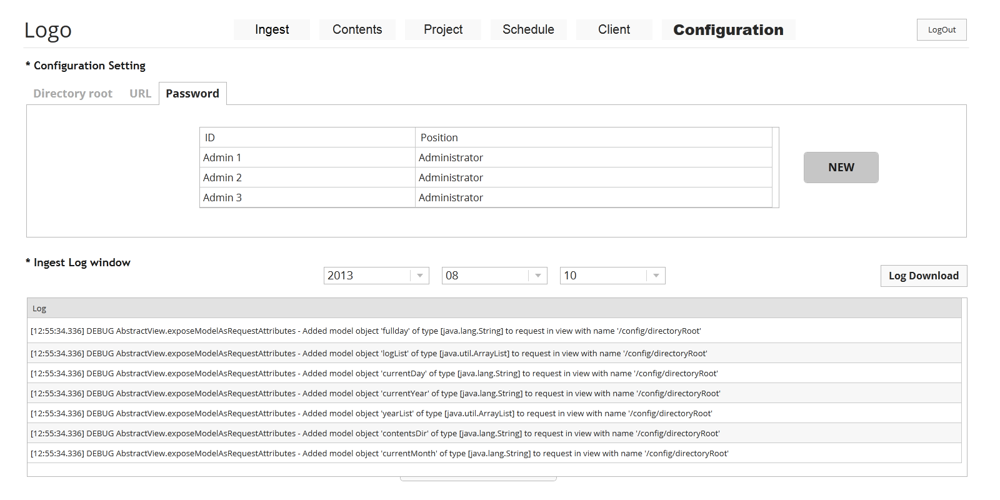 Logo
Ingest Contents Project Schedule Client Configuration LogOut
* Configuration Setting
Directory root URL Password
ID Position
Admin 1 Administrator
Admin 2 Administrator
Admin 3 Administrator
NEW
* Ingest Log window
2013 08 10
Log Download
Log
[12:55:34.336] DEBUG AbstractView.exposeModelAsRequestAttributes - Added model object 'fullday' of type [java.lang.String] to request in view with name '/config/directoryRoot'
[12:55:34.336] DEBUG AbstractView.exposeModelAsRequestAttributes - Added model object 'logList' of type [java.util.ArrayList] to request in view with name '/config/directoryRoot'
[12:55:34.336] DEBUG AbstractView.exposeModelAsRequestAttributes - Added model object 'currentDay' of type [java.lang.String] to request in view with name '/config/directoryRoot'
[12:55:34.336] DEBUG AbstractView.exposeModelAsRequestAttributes - Added model object 'currentYear' of type [java.lang.String] to request in view with name '/config/directoryRoot'
[12:55:34.336] DEBUG AbstractView.exposeModelAsRequestAttributes - Added model object 'yearList' of type [java.util.ArrayList] to request in view with name '/config/directoryRoot'
[12:55:34.336] DEBUG AbstractView.exposeModelAsRequestAttributes - Added model object 'contentsDir' of type [java.lang.String] to request in view with name '/config/directoryRoot'
[12:55:34.336] DEBUG AbstractView.exposeModelAsRequestAttributes - Added model object 'currentMonth' of type [java.lang.String] to request in view with name '/config/directoryRoot'